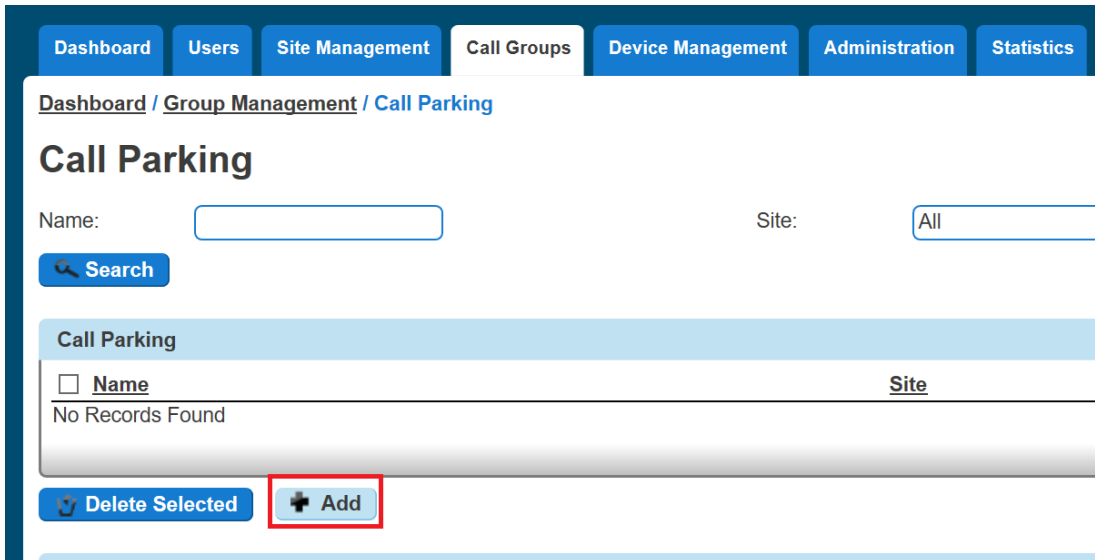 Dashboard Users Site Management Call Groups Device Management Administration Statistics
Dashboard / Group Management / Call Parking
Call Parking
Name: Site: All
Search
Call Parking
Name Site
No Records Found
Delete Selected Add